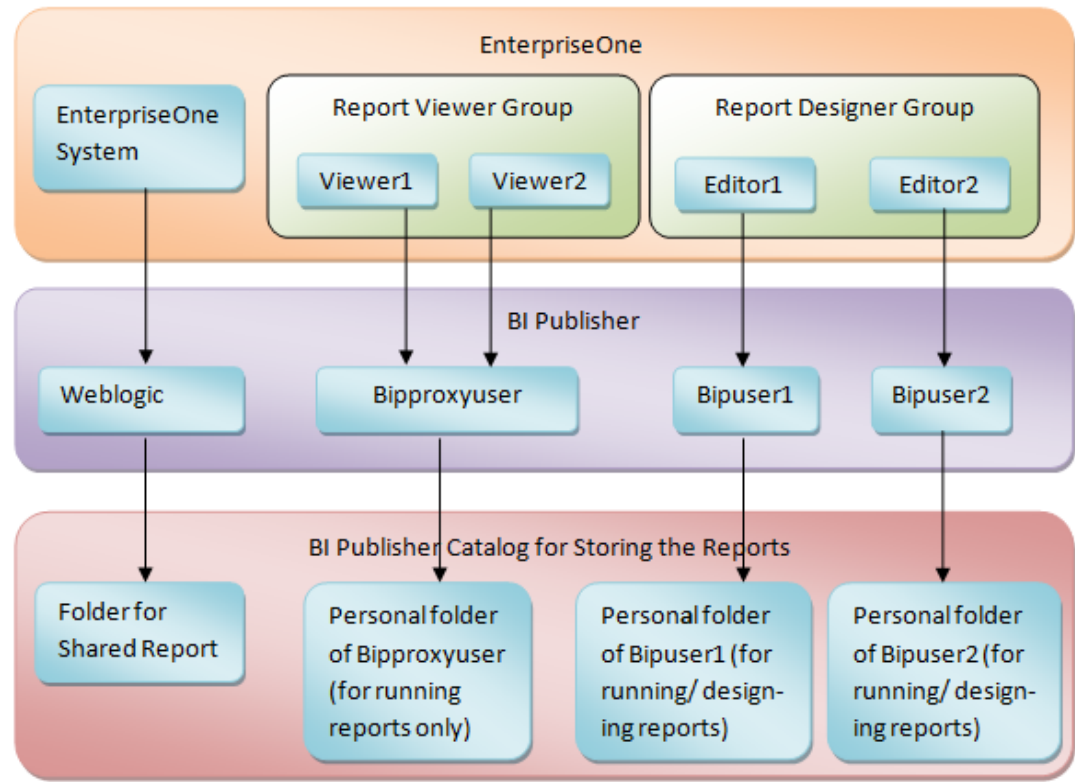 EnterpriseOne
EnterpriseOne
System
Report Viewer Group
Viewer1
Viewer2
Report Designer Group
Editor1
Editor2
BI Publisher
Weblogic
Bipproxyuser
Bipuser1
Bipuser2
BI Publisher Catalog for Storing the Reports
Folder for
Shared Report
Personal folder
of Bipproxyuser
(for running
reports only)
Personal folder
of Bipuser1 (for
running/ design-
ing reports)
Personal folder
of Bipuser2 (for
running/ design-
ing reports)